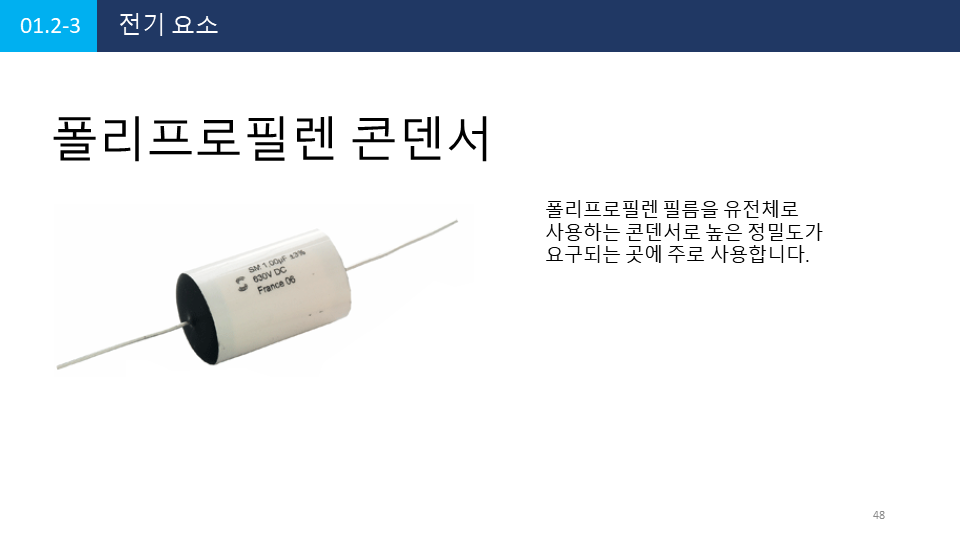 01.2-3 전기 요소
폴리프로필렌 콘덴서
폴리프로필렌 필름을 유전체로
사용하는 콘덴서로 높은 정밀도가
요구되는 곳에 주로 사용합니다.
SM 1,00µF ±3%
630V DC
France 06
48